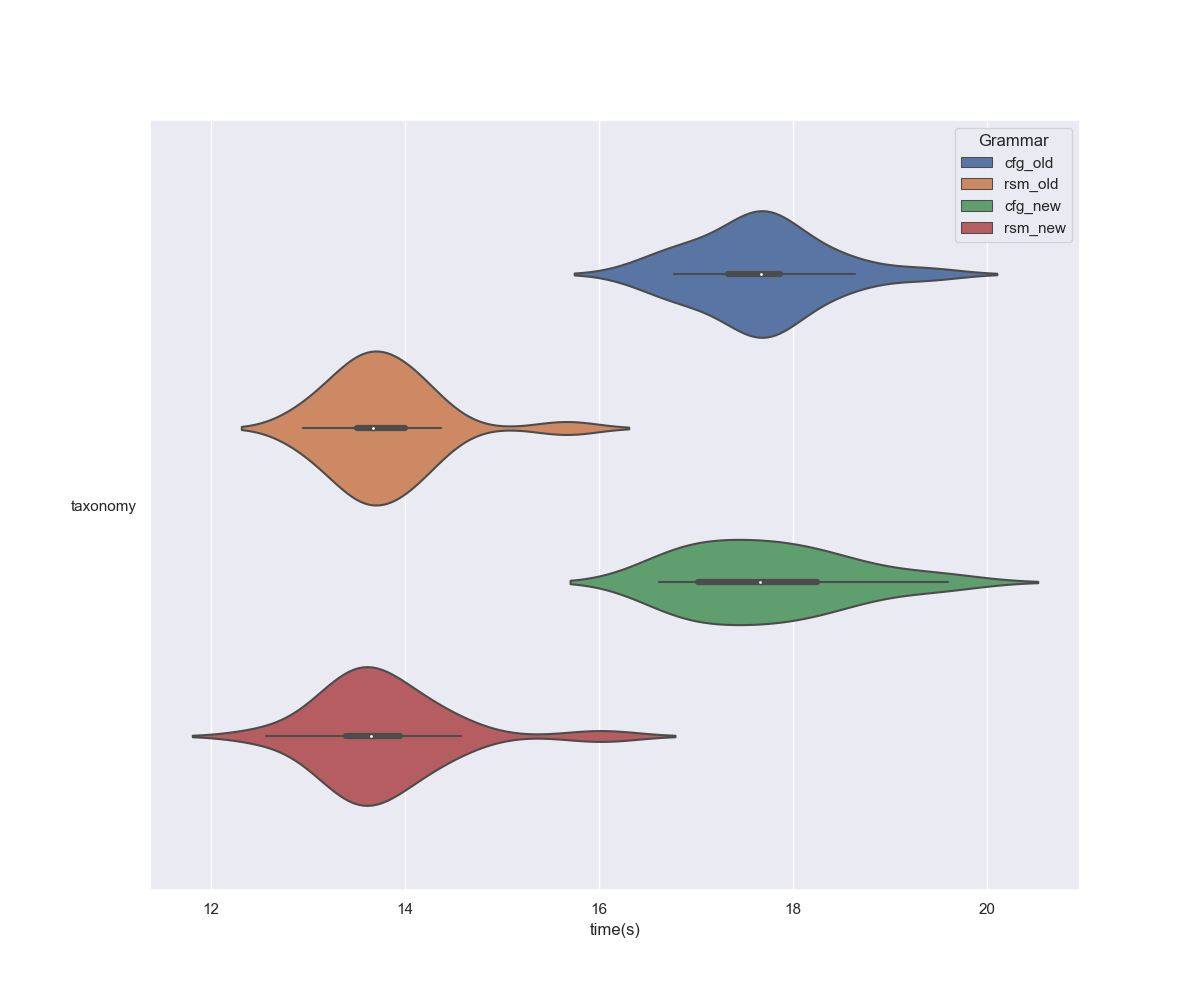 Grammar
cfg_old
rsm_old
cfg_new
rsm_new
taxonomy
12 14 16 18 20
time(s)